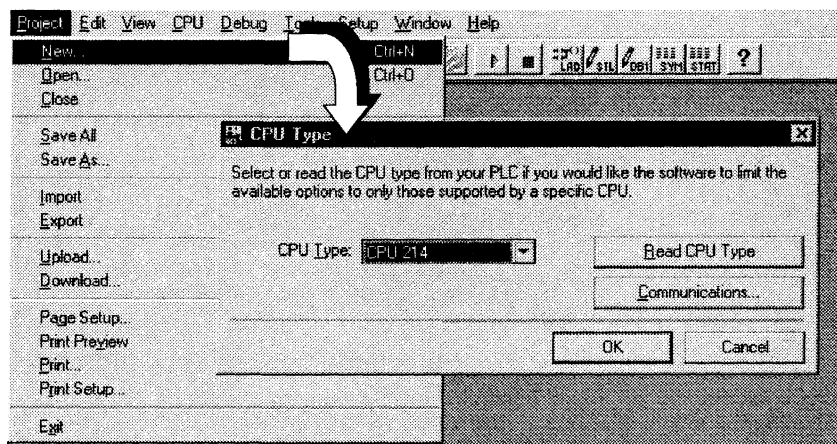 Project Edit View CPU Debug Tools Setup Window Help
New... Ctrl+N
Open... Ctrl+O
Close
Save All
Save As...
Import
Export
Upload...
Download...
Page Setup...
Print Preview
Print...
Print Setup...
Exit
LAD STL DB1 SYM STAT ?
CPU Type
Select or read the CPU type from your PLC if you would like the software to limit the
available options to only those supported by a specific CPU.
CPU Type: CPU 214
Read CPU Type
Communications...
OK Cancel